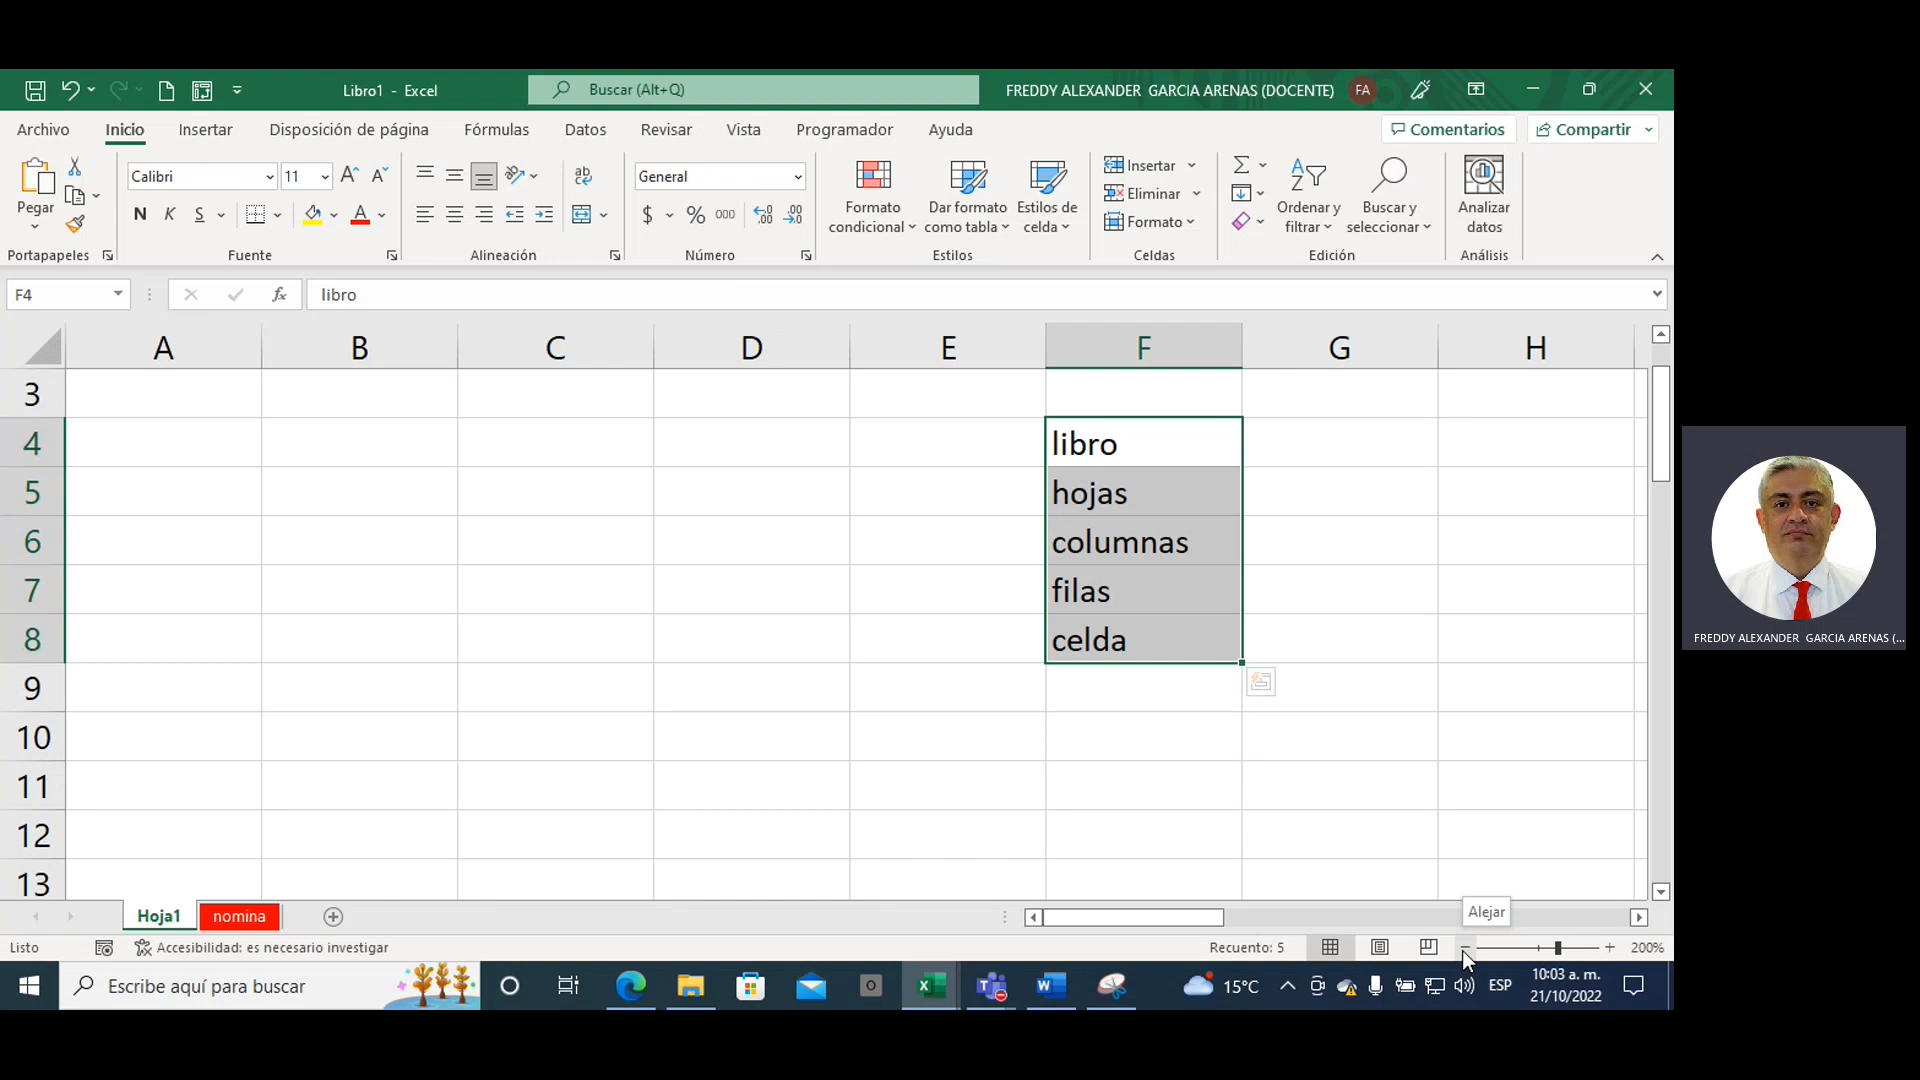 Libro1 - Excel
Buscar (Alt+Q)
FREDDY ALEXANDER GARCIA ARENAS (DOCENTE)
FA
Archivo
Inicio
Insertar
Disposición de página
Fórmulas
Datos
Revisar
Vista
Programador
Ayuda
Comentarios
Compartir
Pegar
Portapapeles
Calibri
11
N K S
Fuente
Alineación
General
$ % 000
Número
Formato condicional
Dar formato como tabla
Estilos de celda
Estilos
Insertar
Eliminar
Formato
Celdas
Ordenar y filtrar
Buscar y seleccionar
Edición
Analizar datos
Análisis
F4
fx
libro
A B C D E F G H
3
4 libro
5 hojas
6 columnas
7 filas
8 celda
9
10
11
12
13
Hoja1
nomina
Alejar
Listo
Accesibilidad: es necesario investigar
Recuento: 5
200%
Escribe aquí para buscar
15°C
ESP
10:03 a. m.
21/10/2022
FREDDY ALEXANDER GARCIA ARENAS (...